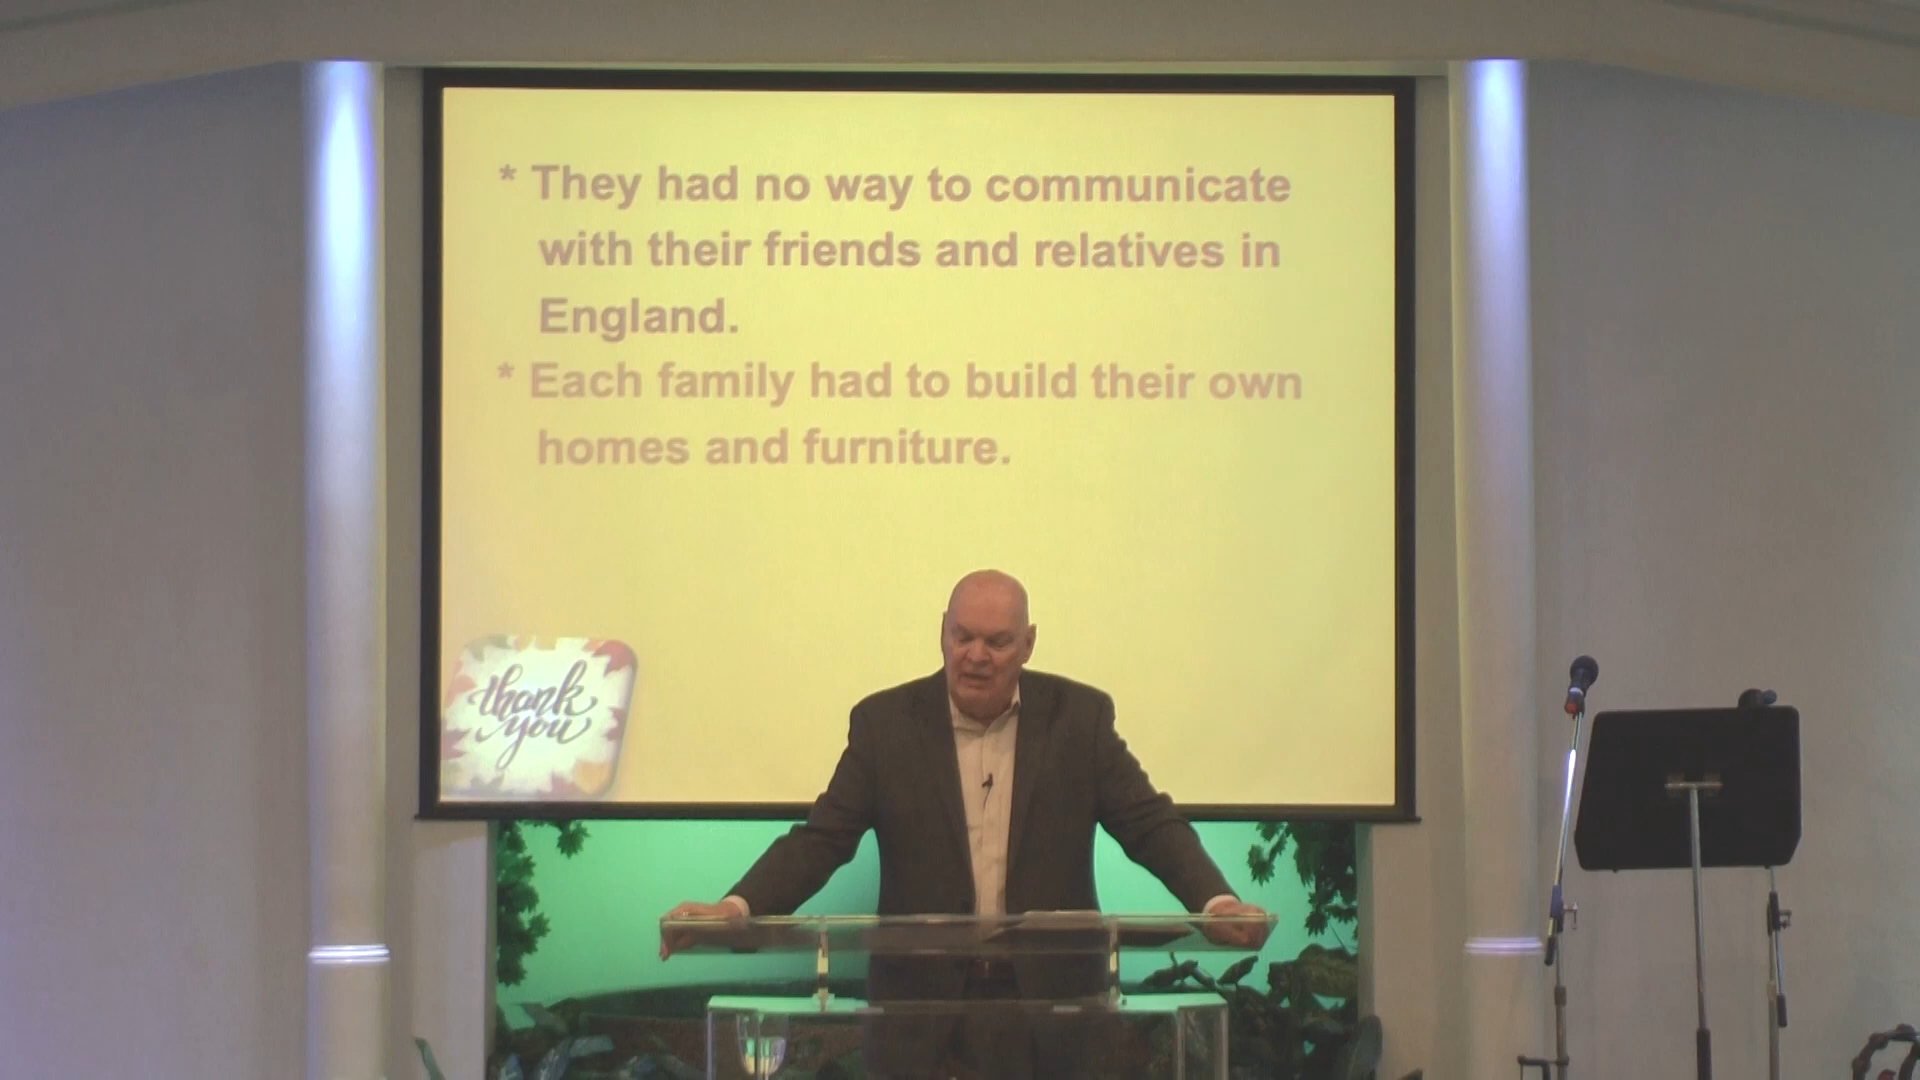 * They had no way to communicate
with their friends and relatives in
England.
* Each family had to build their own
homes and furniture.
thank
you